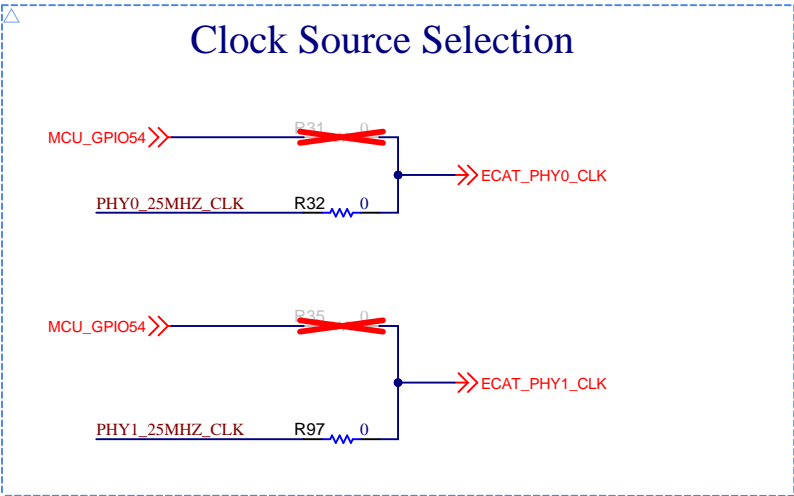 Clock Source Selection
R31 0
MCU_GPIO54
ECAT_PHY0_CLK
PHY0_25MHZ_CLK R32 0
R35 0
MCU_GPIO54
ECAT_PHY1_CLK
PHY1_25MHZ_CLK R97 0